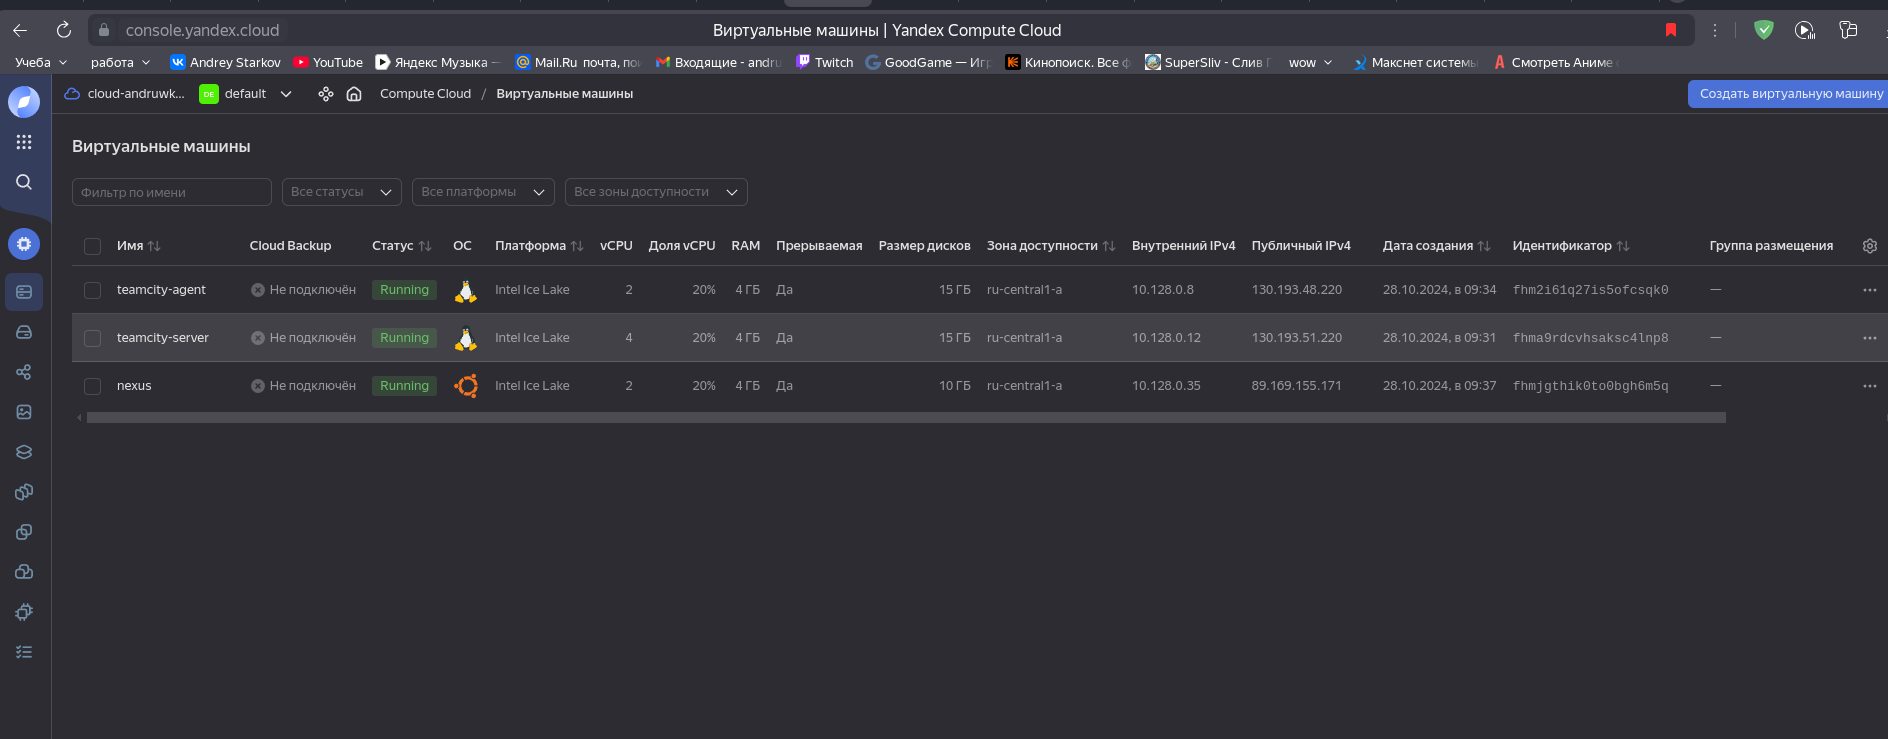 console.yandex.cloud Виртуальные машины | Yandex Compute Cloud
Учеба работа Andrey Starkov YouTube Яндекс Музыка — Mail.Ru почта, Входящие - Twitch GoodGame — Кинопоиск. Все SuperSliv - Слив wow Макснет системы Смотреть Аниме
cloud-andruwk... DE default Compute Cloud / Виртуальные машины Создать виртуальную машину
Виртуальные машины
Фильтр по имени Все статусы Все платформы Все зоны доступности
Имя Cloud Backup Статус ОС Платформа vCPU Доля vCPU RAM Прерываемая Размер дисков Зона доступности Внутренний IPv4 Публичный IPv4 Дата создания Идентификатор Группа размещения
teamcity-agent Не подключён Running Intel Ice Lake 2 20% 4 ГБ Да 15 ГБ ru-central1-a 10.128.0.8 130.193.48.220 28.10.2024, в 09:34 fhm2i61q27is5ofcsqk0 —
teamcity-server Не подключён Running Intel Ice Lake 4 20% 4 ГБ Да 15 ГБ ru-central1-a 10.128.0.12 130.193.51.220 28.10.2024, в 09:31 fhma9rdcvhsaksc4lnp8 —
nexus Не подключён Running Intel Ice Lake 2 20% 4 ГБ Да 10 ГБ ru-central1-a 10.128.0.35 89.169.155.171 28.10.2024, в 09:37 fhmjgthik0to0bgh6m5q —